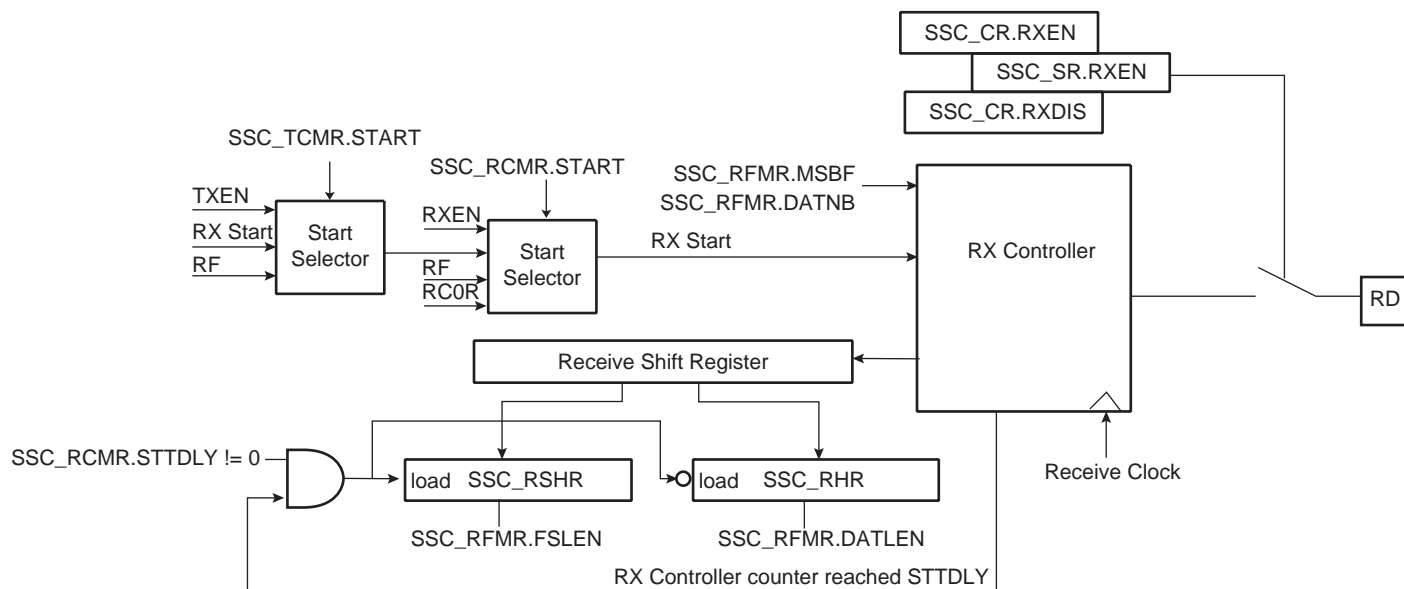 SSC_CR.RXEN
SSC_SR.RXEN
SSC_CR.RXDIS
SSC_TCMR.START
SSC_RCMR.START
SSC_RFMR.MSBF
SSC_RFMR.DATNB
TXEN
RX Start
RF
Start
Selector
RXEN
RF
RC0R
Start
Selector
RX Start
RX Controller
RD
Receive Shift Register
Receive Clock
SSC_RCMR.STTDLY != 0
load SSC_RSHR
load SSC_RHR
SSC_RFMR.FSLEN
SSC_RFMR.DATLEN
RX Controller counter reached STTDLY